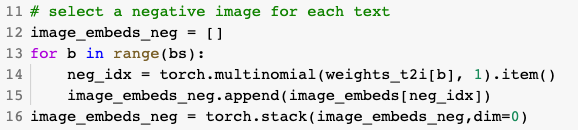 11 # select a negative image for each text
12 image_embeds_neg = []
13 for b in range(bs):
14     neg_idx = torch.multinomial(weights_t2i[b], 1).item()
15     image_embeds_neg.append(image_embeds[neg_idx])
16 image_embeds_neg = torch.stack(image_embeds_neg,dim=0)